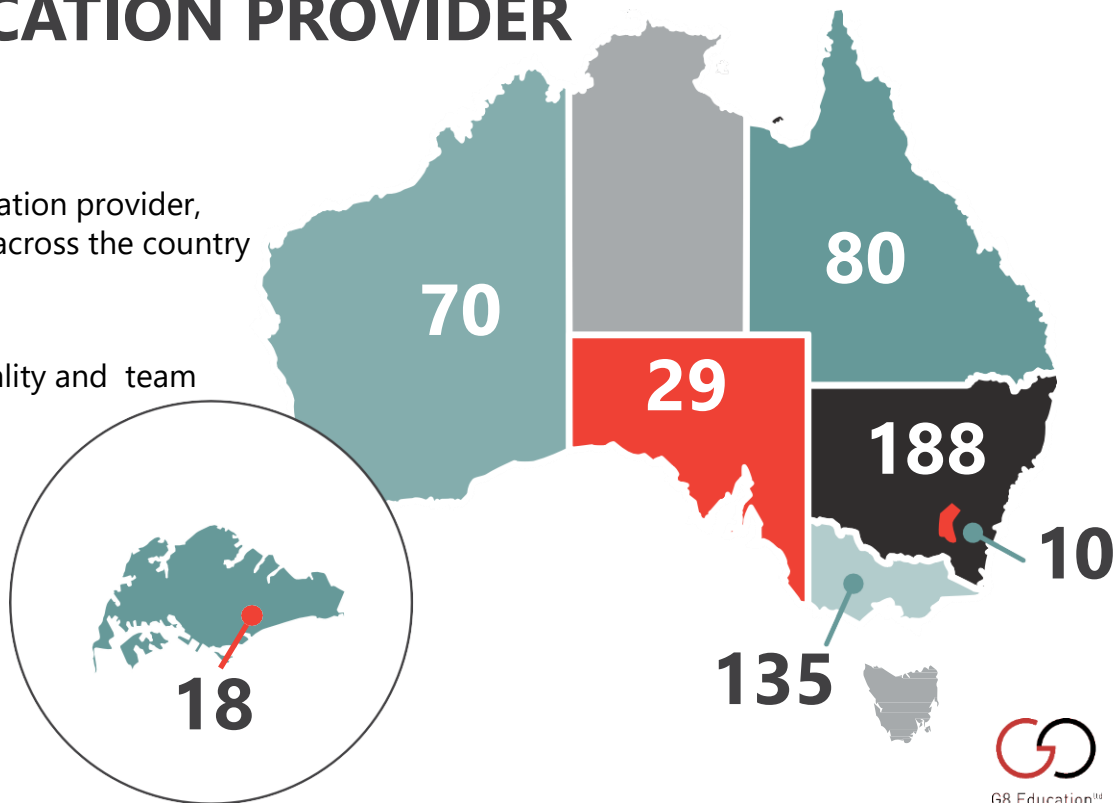 CATION PROVIDER
ation provider,
across the country
80
70
ality and team
29
188
10
135
18
G8 Education ltd